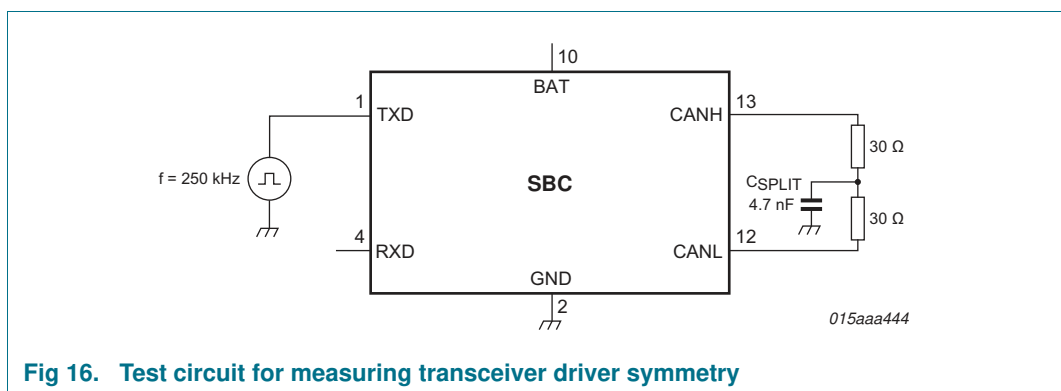 10
BAT
1
TXD
CANH
13
30 Ω
f = 250 kHz
SBC
CSPLIT
4.7 nF
30 Ω
4
RXD
CANL
12
GND
2
015aaa444
Fig 16. Test circuit for measuring transceiver driver symmetry